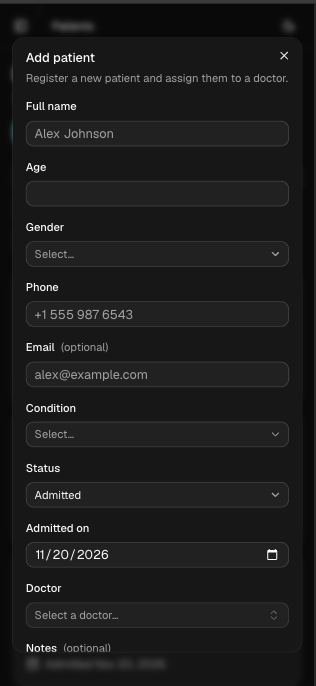 Patients
Add patient
Register a new patient and assign them to a doctor.
Full name
Alex Johnson
Age
Gender
Select...
Phone
+1 555 987 6543
Email (optional)
alex@example.com
Condition
Select...
Status
Admitted
Admitted on
11/20/2026
Doctor
Select a doctor...
Notes (optional)